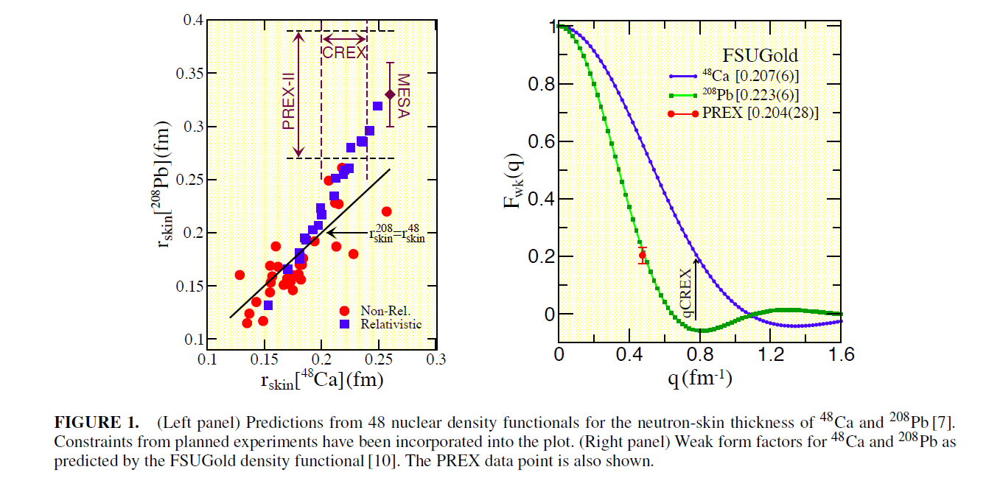 0.4
0.35
0.3
0.25
0.2
0.15
0.1
r_skin[²⁰⁸Pb](fm)
PREX-II
CREX
MESA
r²⁰⁸_skin=r⁴⁸_skin
Non-Rel.
Relativistic
0.1 0.15 0.2 0.25 0.3
r_skin[⁴⁸Ca](fm)
1
0.8
0.6
0.4
0.2
0
F_wk(q)
FSUGold
⁴⁸Ca [0.207(6)]
²⁰⁸Pb[0.223(6)]
PREX [0.204(28)]
qCREX
0 0.4 0.8 1.2 1.6
q(fm⁻¹)
FIGURE 1. (Left panel) Predictions from 48 nuclear density functionals for the neutron-skin thickness of ⁴⁸Ca and ²⁰⁸Pb[7].
Constraints from planned experiments have been incorporated into the plot. (Right panel) Weak form factors for ⁴⁸Ca and ²⁰⁸Pb as
predicted by the FSUGold density functional[10]. The PREX data point is also shown.